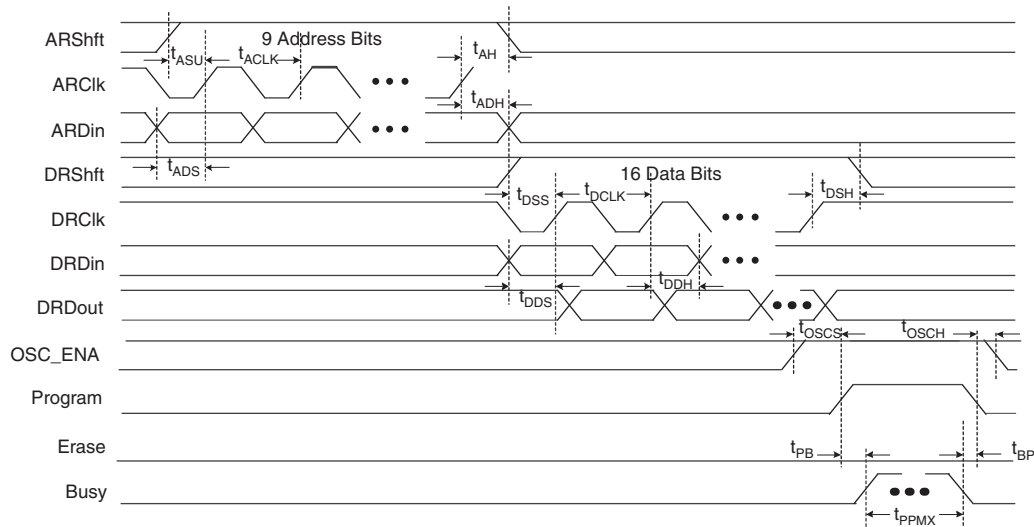 ARShft
9 Address Bits
tASU
tACLK
tAH
ARClk
tADH
ARDin
tADS
DRShft
16 Data Bits
tDSS
tDCLK
tDSH
DRClk
DRDin
tDDS
tDDH
DRDout
tOSCS
tOSCH
OSC_ENA
Program
Erase
tPB
tBP
Busy
tPPMX